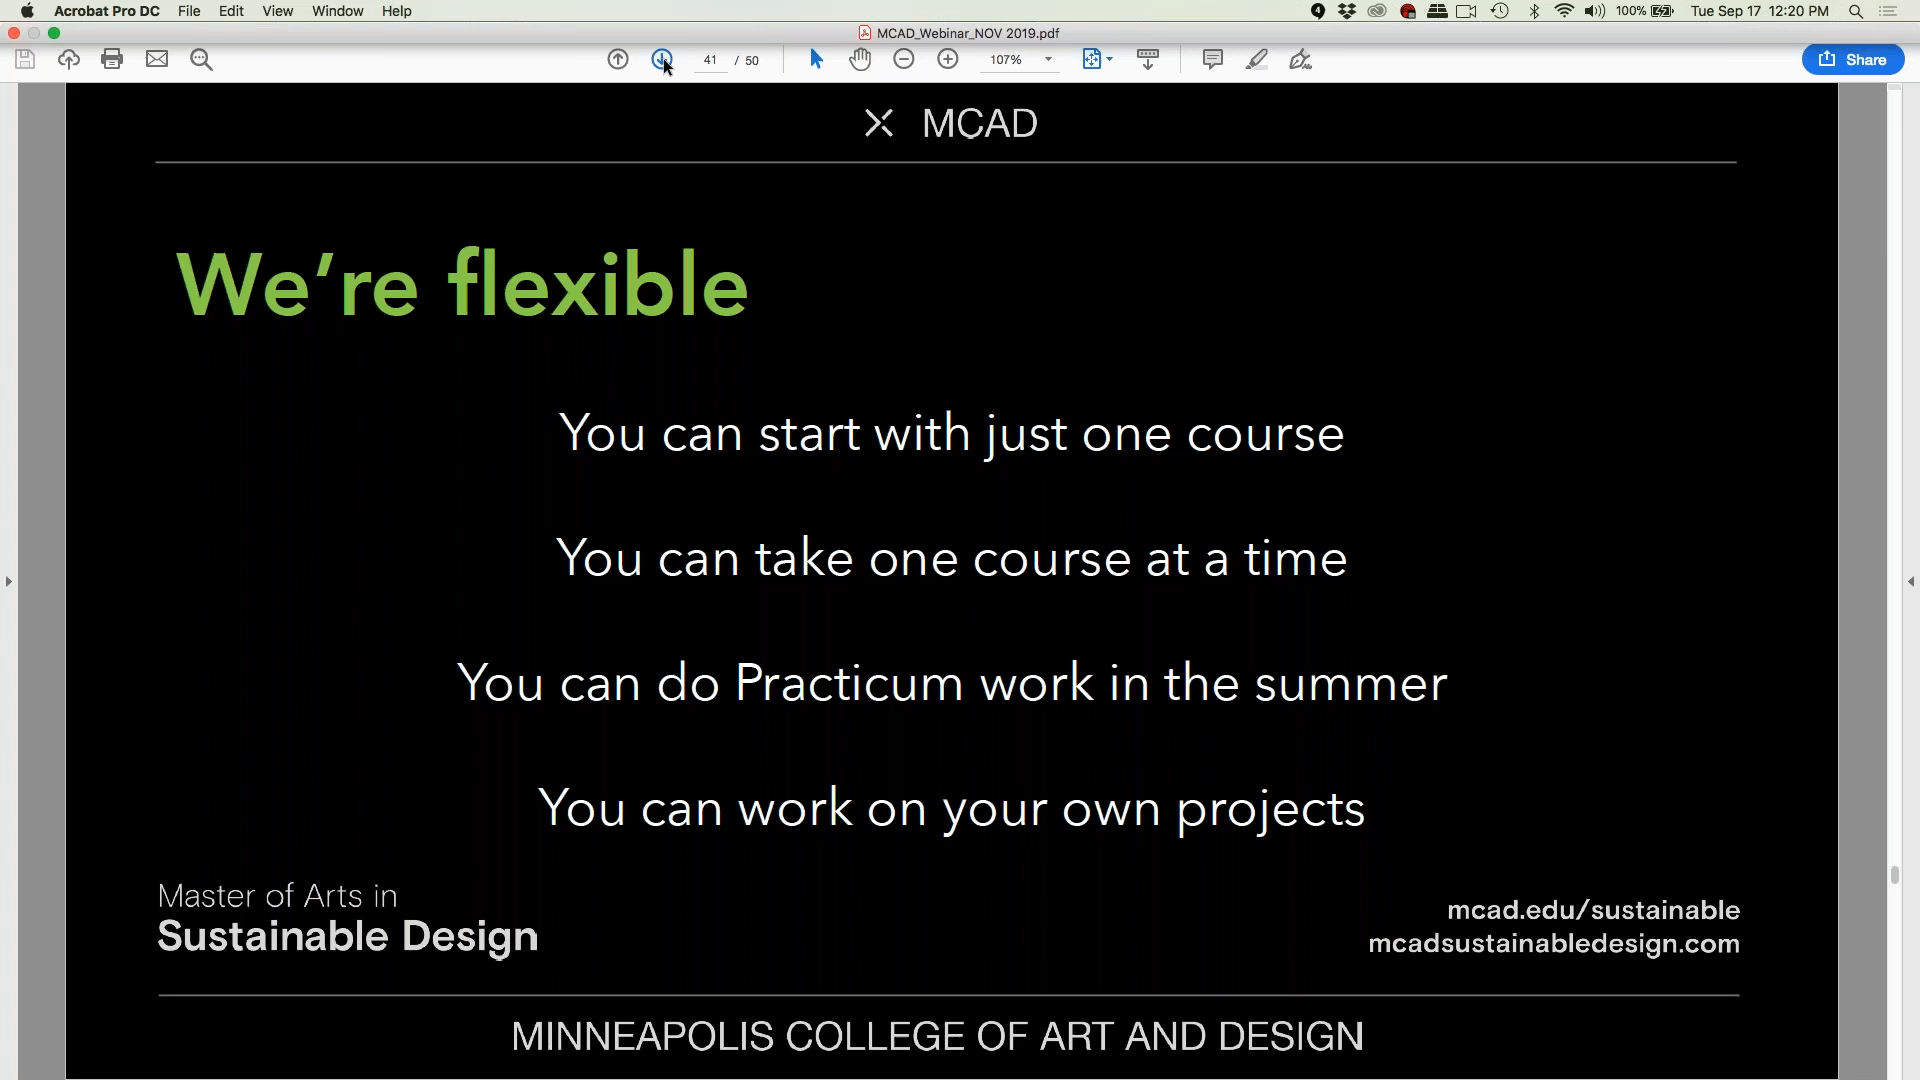 Acrobat Pro DC File Edit View Window Help 100% Tue Sep 17 12:20 PM
MCAD_Webinar_NOV 2019.pdf
41 / 50 107% Share
MCAD
We’re flexible
You can start with just one course
You can take one course at a time
You can do Practicum work in the summer
You can work on your own projects
Master of Arts in
Sustainable Design
mcad.edu/sustainable
mcadsustainabledesign.com
MINNEAPOLIS COLLEGE OF ART AND DESIGN